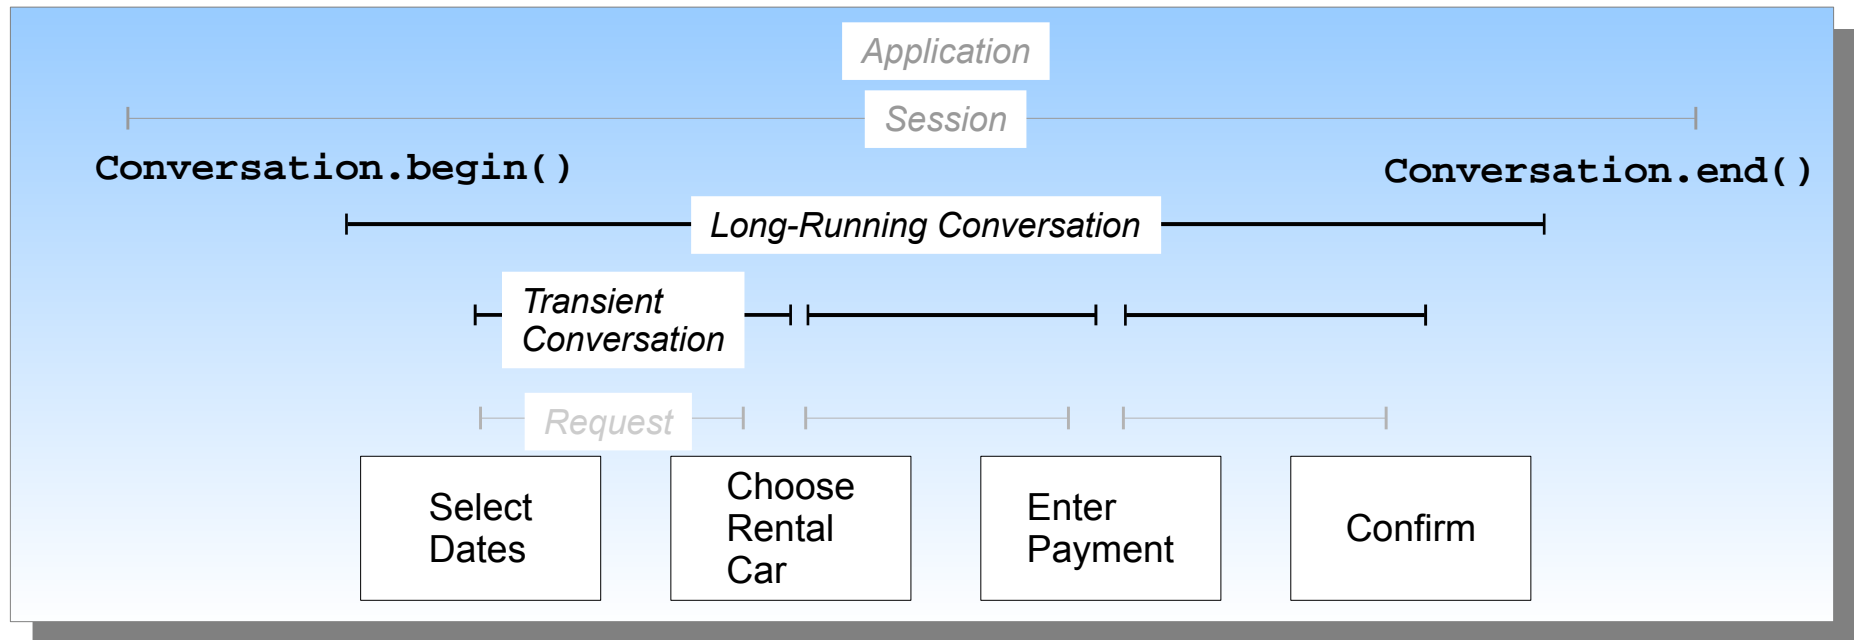 Application
Session
Conversation.begin()
Conversation.end()
Long-Running Conversation
Transient
Conversation
Request
Select
Dates
Choose
Rental
Car
Enter
Payment
Confirm